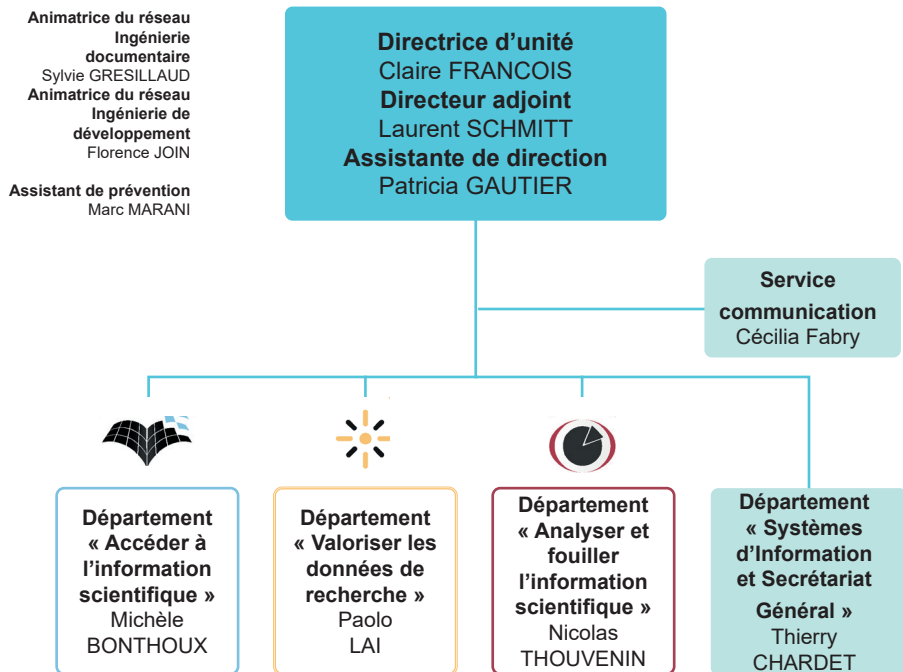 Animatrice du réseau
Ingénierie
documentaire
Sylvie GRESILLAUD
Animatrice du réseau
Ingénierie de
développement
Florence JOIN
Assistant de prévention
Marc MARANI
Directrice d’unité
Claire FRANCOIS
Directeur adjoint
Laurent SCHMITT
Assistante de direction
Patricia GAUTIER
Service
communication
Cécilia Fabry
Département
« Accéder à
l’information
scientifique »
Michèle
BONTHOUX
Département
« Valoriser les
données de
recherche »
Paolo
LAI
Département
« Analyser et
fouiller
l’information
scientifique »
Nicolas
THOUVENIN
Département
« Systèmes
d’Information
et Secrétariat
Général »
Thierry
CHARDET